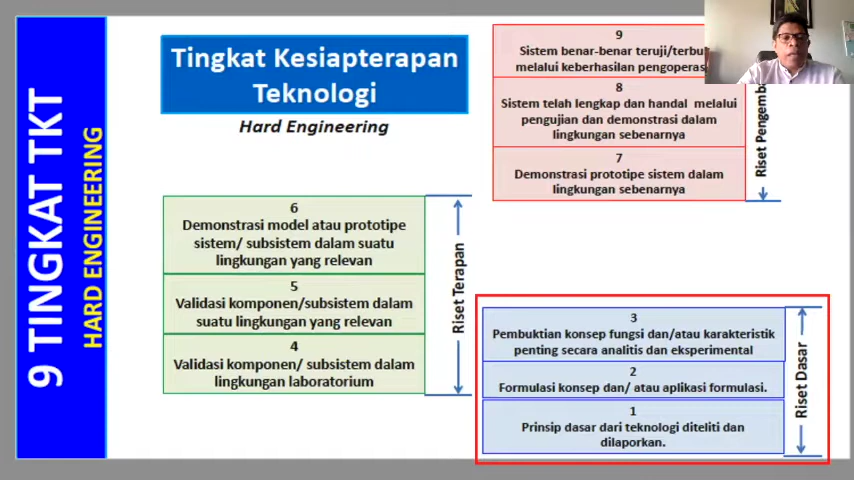 9 TINGKAT TKT
HARD ENGINEERING
Tingkat Kesiapterapan
Teknologi
Hard Engineering
9
Sistem benar-benar
melalui keberhasilan
8
Sistem telah lengkap dan handal melalui
pengujian dan demonstrasi dalam
lingkungan sebenarnya
7
Demonstrasi prototipe sistem dalam
lingkungan sebenarnya
Riset
6
Demonstrasi model atau prototipe
sistem/ subsistem dalam suatu
lingkungan yang relevan
5
Validasi komponen/subsistem dalam
suatu lingkungan yang relevan
4
Validasi komponen/ subsistem dalam
lingkungan laboratorium
Riset Terapan
3
Pembuktian konsep fungsi dan/atau karakteristik
penting secara analitis dan eksperimental
2
Formulasi konsep dan/ atau aplikasi formulasi.
1
Prinsip dasar dari teknologi diteliti dan
dilaporkan.
Riset Dasar